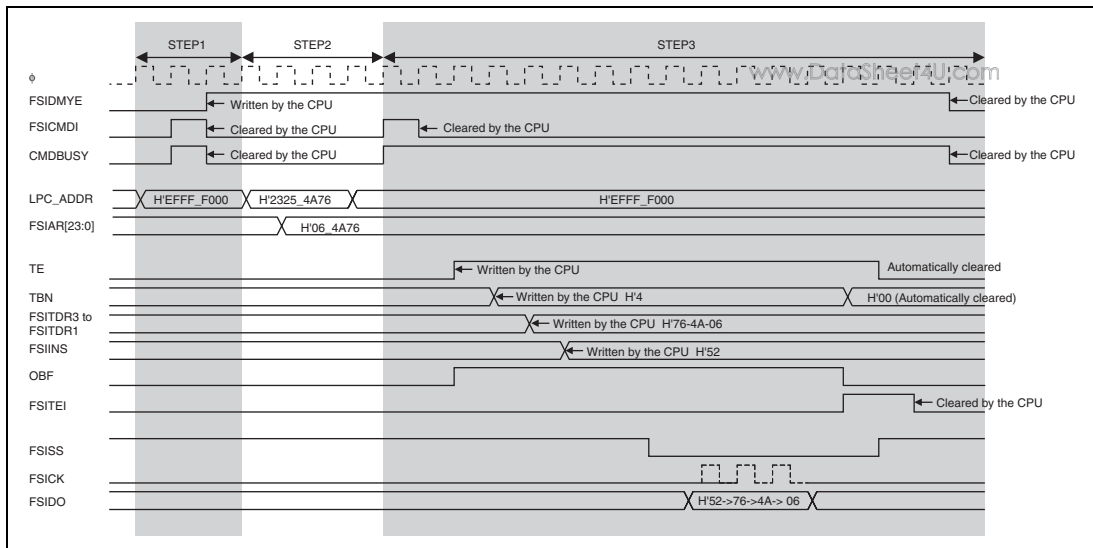 STEP1 STEP2 STEP3
www.DataSheet4U.com
ϕ
FSIDMYE Written by the CPU Cleared by the CPU
FSICMDI Cleared by the CPU Cleared by the CPU
CMDBUSY Cleared by the CPU Cleared by the CPU
LPC_ADDR H'EFFF_F000 H'2325_4A76 H'EFFF_F000
FSIAR[23:0] H'06_4A76
TE Written by the CPU Automatically cleared
TBN Written by the CPU H'4 H'00 (Automatically cleared)
FSITDR3 to
FSITDR1 Written by the CPU H'76-4A-06
FSIINS Written by the CPU H'52
OBF
FSITEI Cleared by the CPU
FSISS
FSICK
FSIDO H'52->76->4A-> 06